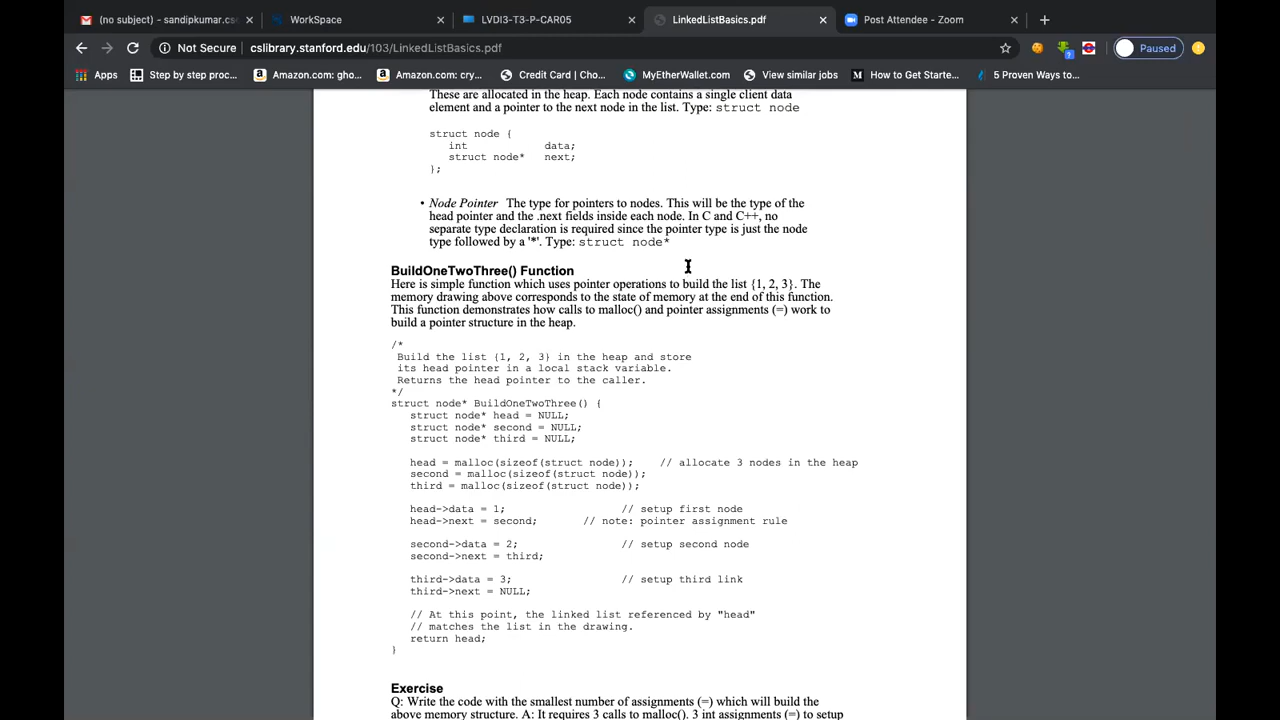 (no subject) - sandipkumar.cs
WorkSpace
LVDI3-T3-P-CAR05
LinkedListBasics.pdf
Post Attendee - Zoom
Not Secure | cslibrary.stanford.edu/103/LinkedListBasics.pdf
Paused
Apps
Step by step proc...
Amazon.com: gho...
Amazon.com: cry...
Credit Card | Cho...
MyEtherWallet.com
View similar jobs
How to Get Starte...
5 Proven Ways to...
These are allocated in the heap. Each node contains a single client data
element and a pointer to the next node in the list. Type: struct node
struct node {
int data;
struct node* next;
};
• Node Pointer The type for pointers to nodes. This will be the type of the
head pointer and the .next fields inside each node. In C and C++, no
separate type declaration is required since the pointer type is just the node
type followed by a '*'. Type: struct node*
BuildOneTwoThree() Function
Here is simple function which uses pointer operations to build the list {1, 2, 3}. The
memory drawing above corresponds to the state of memory at the end of this function.
This function demonstrates how calls to malloc() and pointer assignments (=) work to
build a pointer structure in the heap.
/*
Build the list {1, 2, 3} in the heap and store
its head pointer in a local stack variable.
Returns the head pointer to the caller.
*/
struct node* BuildOneTwoThree() {
struct node* head = NULL;
struct node* second = NULL;
struct node* third = NULL;
head = malloc(sizeof(struct node)); // allocate 3 nodes in the heap
second = malloc(sizeof(struct node));
third = malloc(sizeof(struct node));
head->data = 1; // setup first node
head->next = second; // note: pointer assignment rule
second->data = 2; // setup second node
second->next = third;
third->data = 3; // setup third link
third->next = NULL;
// At this point, the linked list referenced by "head"
// matches the list in the drawing.
return head;
}
Exercise
Q: Write the code with the smallest number of assignments (=) which will build the
above memory structure. A: It requires 3 calls to malloc(). 3 int assignments (=) to setup